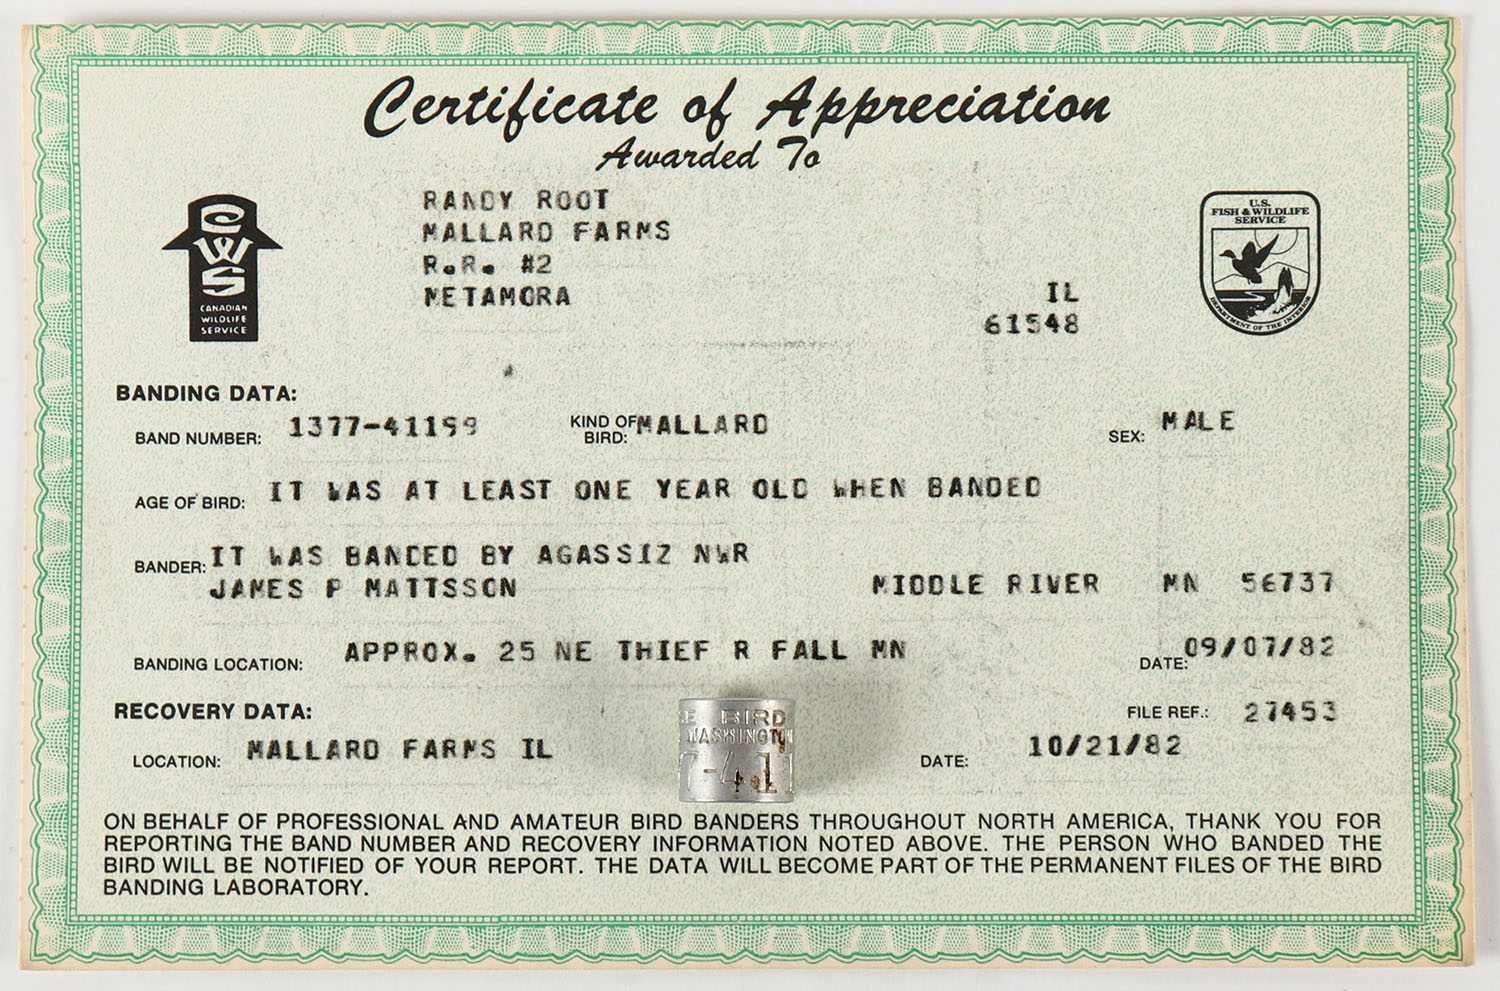 Certificate of Appreciation
Awarded To
CWS
CANADIAN
WILDLIFE
SERVICE
RANDY ROOT
MALLARD FARMS
R.R. #2
METAMORA IL
61548
U.S.
FISH & WILDLIFE
SERVICE
DEPARTMENT OF THE INTERIOR
BANDING DATA:
BAND NUMBER: 1377-41199 KIND OF BIRD: MALLARD SEX: MALE
AGE OF BIRD: IT WAS AT LEAST ONE YEAR OLD WHEN BANDED
BANDER: IT WAS BANDED BY AGASSIZ NWR
JAMES P MATTSSON MIDDLE RIVER MN 56737
BANDING LOCATION: APPROX. 25 NE THIEF R FALL MN DATE: 09/07/82
RECOVERY DATA: FILE REF.: 27453
LOCATION: MALLARD FARMS IL DATE: 10/21/82
E BIRD
WASHINGTON
7-41
ON BEHALF OF PROFESSIONAL AND AMATEUR BIRD BANDERS THROUGHOUT NORTH AMERICA, THANK YOU FOR
REPORTING THE BAND NUMBER AND RECOVERY INFORMATION NOTED ABOVE. THE PERSON WHO BANDED THE
BIRD WILL BE NOTIFIED OF YOUR REPORT. THE DATA WILL BECOME PART OF THE PERMANENT FILES OF THE BIRD
BANDING LABORATORY.